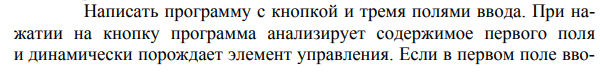 Написать программу с кнопкой и тремя полями ввода. При на-
жатии на кнопку программа анализирует содержимое первого поля
и динамически порождает элемент управления. Если в первом поле вво-